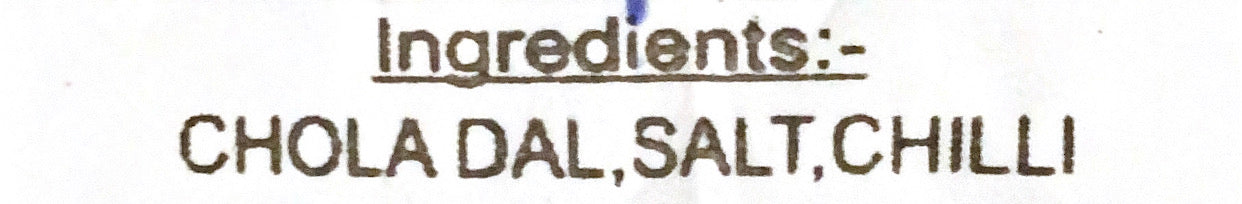 Ingredients:-
CHOLA DAL,SALT,CHILLI